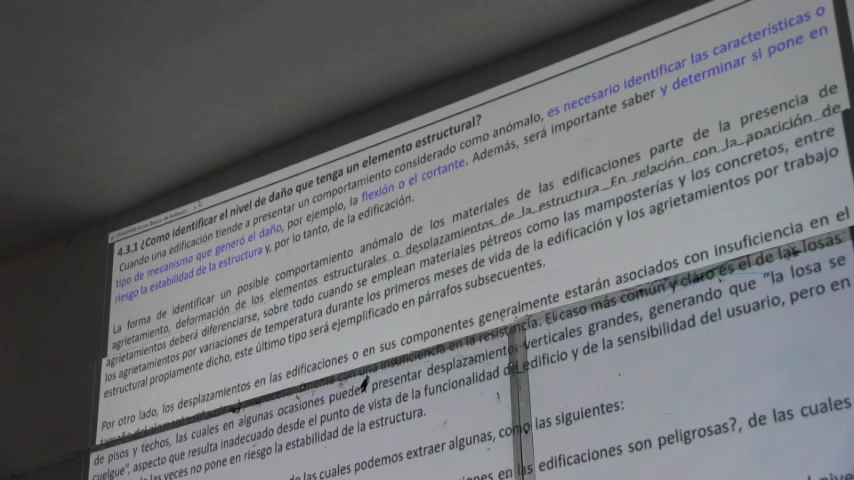 4.3.1 ¿Como identificar el nivel de daño que tenga un elemento estructural?
Cuando una edificación tiende a presentar un comportamiento considerado como anómalo, es necesario identificar las características o
tipo de mecanismo que generó el daño, por ejemplo, la flexión o el cortante. Además, será importante saber y determinar si pone en
riesgo la estabilidad de la estructura y, por lo tanto, de la edificación.
La forma de identificar un posible comportamiento anómalo de los materiales de las edificaciones parte de la presencia de
agrietamiento, deformación de los elementos estructurales o desplazamientos de la estructura. En relación con la aparición de
agrietamientos deberá diferenciarse, sobre todo cuando se emplean materiales pétreos como las mamposterías y los concretos, entre
los agrietamientos por variaciones de temperatura durante los primeros meses de vida de la edificación y los agrietamientos por trabajo
estructural propiamente dicho, este último tipo será ejemplificado en párrafos subsecuentes.
Por otro lado, los desplazamientos en las edificaciones o en sus componentes generalmente estarán asociados con insuficiencia en el
con una insuficiencia en la resistencia. El caso más común y claro es el de las losas
de pisos y techos, las cuales en algunas ocasiones pueden presentar desplazamientos verticales grandes, generando que "la losa se
cuelgue", aspecto que resulta inadecuado desde el punto de vista de la funcionalidad del edificio y de la sensibilidad del usuario, pero en
las veces no pone en riesgo la estabilidad de la estructura.
las cuales podemos extraer algunas, como las siguientes:
en las edificaciones son peligrosas?, de las cuales